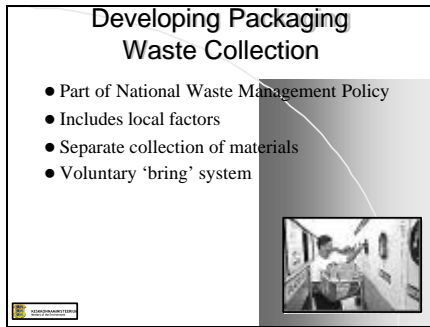 Developing Packaging
Waste Collection
● Part of National Waste Management Policy
● Includes local factors
● Separate collection of materials
● Voluntary ‘bring’ system
KESKKONNAMINISTEERIUM